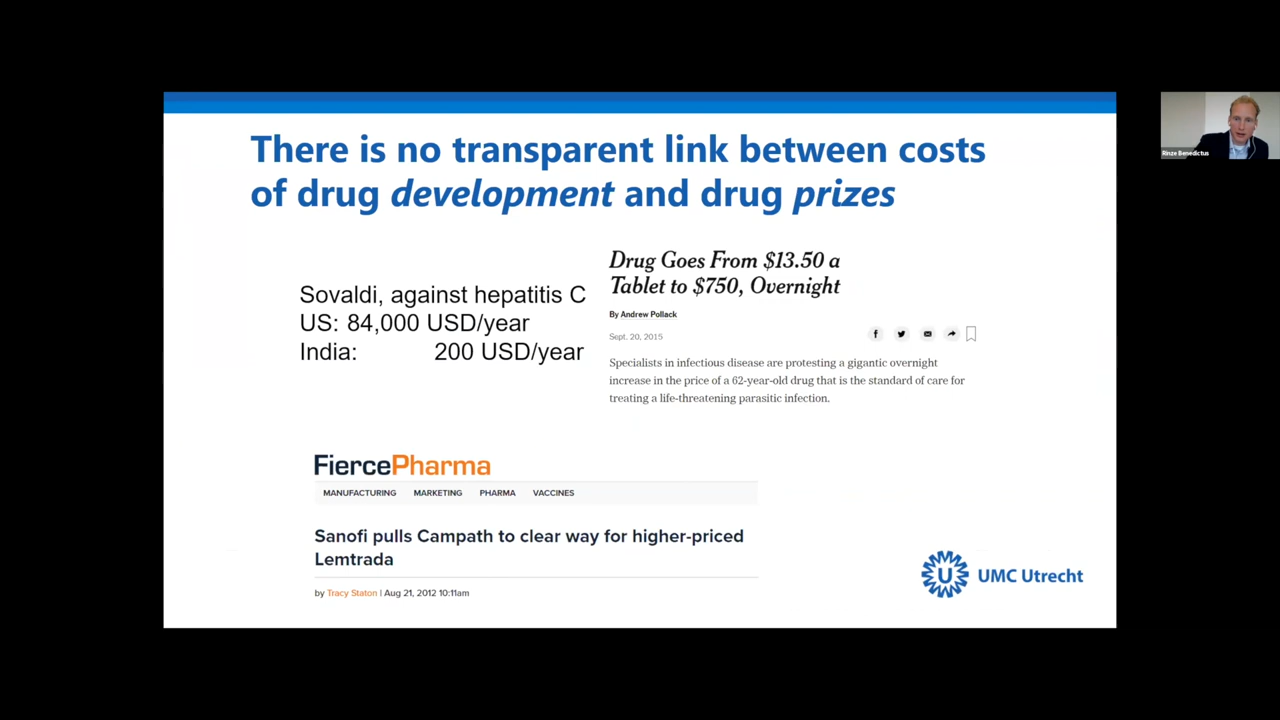 There is no transparent link between costs
of drug development and drug prizes
Sovaldi, against hepatitis C
US: 84,000 USD/year
India: 200 USD/year
Drug Goes From $13.50 a
Tablet to $750, Overnight
By Andrew Pollack
Sept. 20, 2015
Specialists in infectious disease are protesting a gigantic overnight
increase in the price of a 62-year-old drug that is the standard of care for
treating a life-threatening parasitic infection.
FiercePharma
MANUFACTURING MARKETING PHARMA VACCINES
Sanofi pulls Campath to clear way for higher-priced
Lemtrada
by Tracy Staton | Aug 21, 2012 10:11am
U UMC Utrecht
Rinze Benedictus